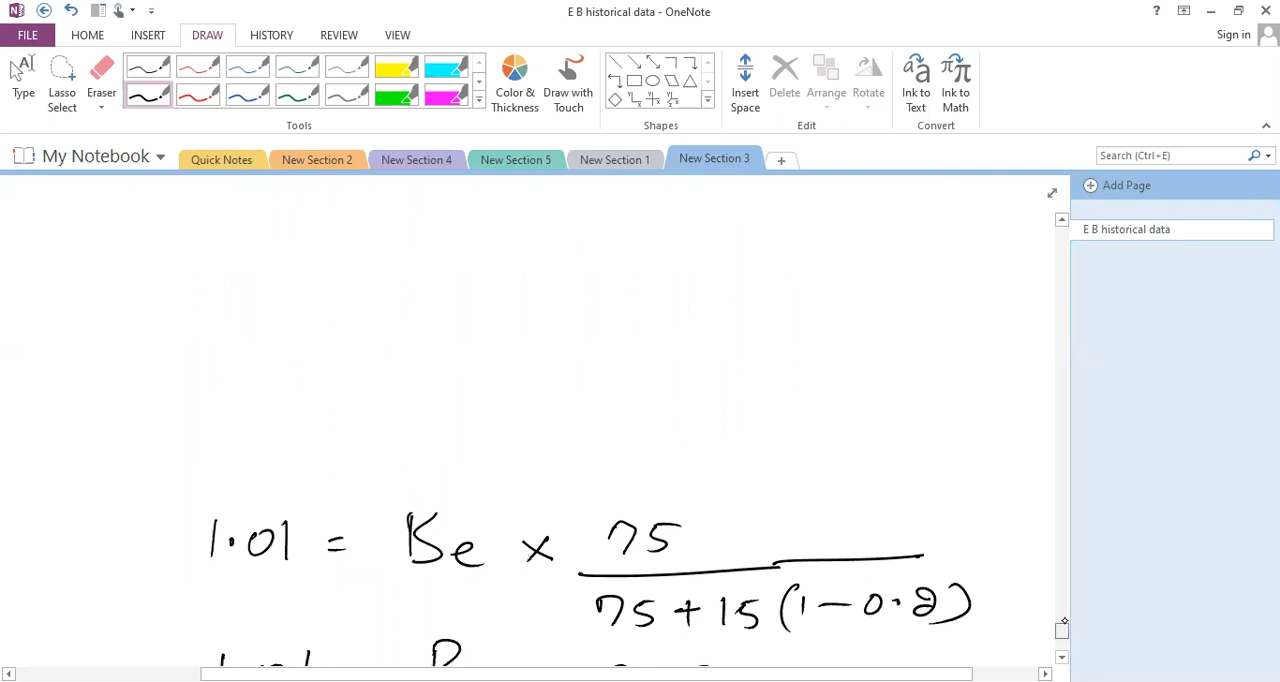 E B historical data - OneNote
?
Sign in
FILE HOME INSERT DRAW HISTORY REVIEW VIEW
Type
Lasso Select
Eraser
Color & Thickness
Draw with Touch
Insert Space
Delete
Arrange
Rotate
Ink to Text
Ink to Math
Tools Shapes Edit Convert
My Notebook
Quick Notes New Section 2 New Section 4 New Section 5 New Section 1 New Section 3
Search (Ctrl+E)
Add Page
E B historical data
1.01 = Be × 75
75 + 15 (1 - 0.2)